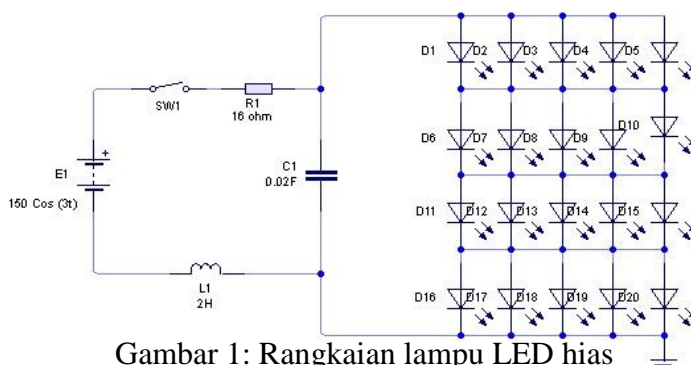 D1 D2 D3 D4 D5
SW1
R1
16 ohm
D10
D6 D7 D8 D9
E1
+
C1
0.02F
150 Cos (3t)
D11 D12 D13 D14 D15
L1
2H
D16 D17 D18 D19 D20
Gambar 1: Rangkaian lampu LED hias